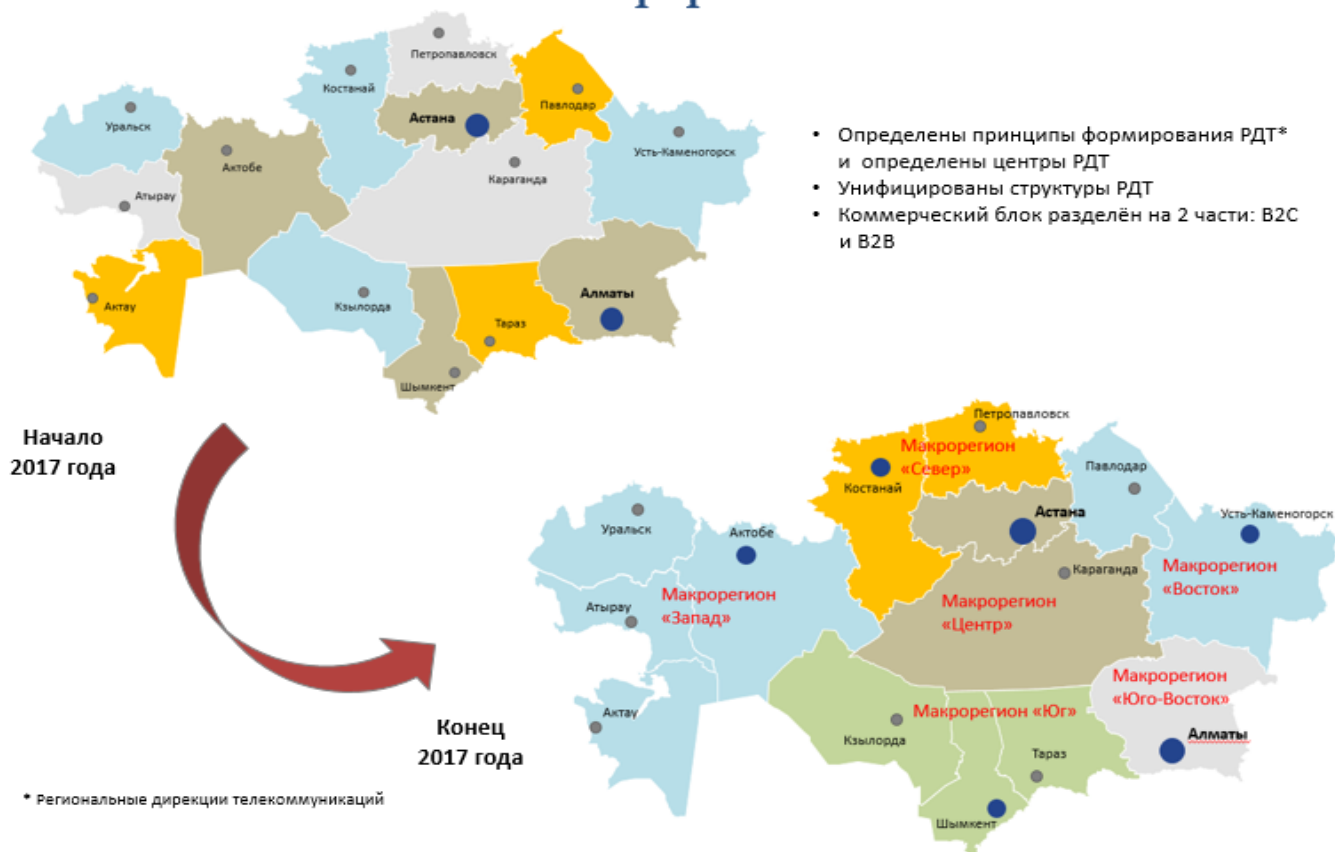 Петропавловск
Костанай
Павлодар
Астана
Уральск
Усть-Каменогорск
Актобе
Караганда
Атырау
Алматы
Актау
Кзылорда
Тараз
Шымкент
• Определены принципы формирования РДТ*
и определены центры РДТ
• Унифицированы структуры РДТ
• Коммерческий блок разделён на 2 части: B2C
и B2B
Начало
2017 года
Конец
2017 года
Петропавловск
Макрорегион
«Север»
Костанай
Павлодар
Астана
Усть-Каменогорск
Уральск
Актобе
Караганда
Макрорегион
«Восток»
Атырау
Макрорегион
«Запад»
Макрорегион
«Центр»
Макрорегион
«Юго-Восток»
Актау
Макрорегион «Юг»
Кзылорда
Алматы
Тараз
Шымкент
* Региональные дирекции телекоммуникаций